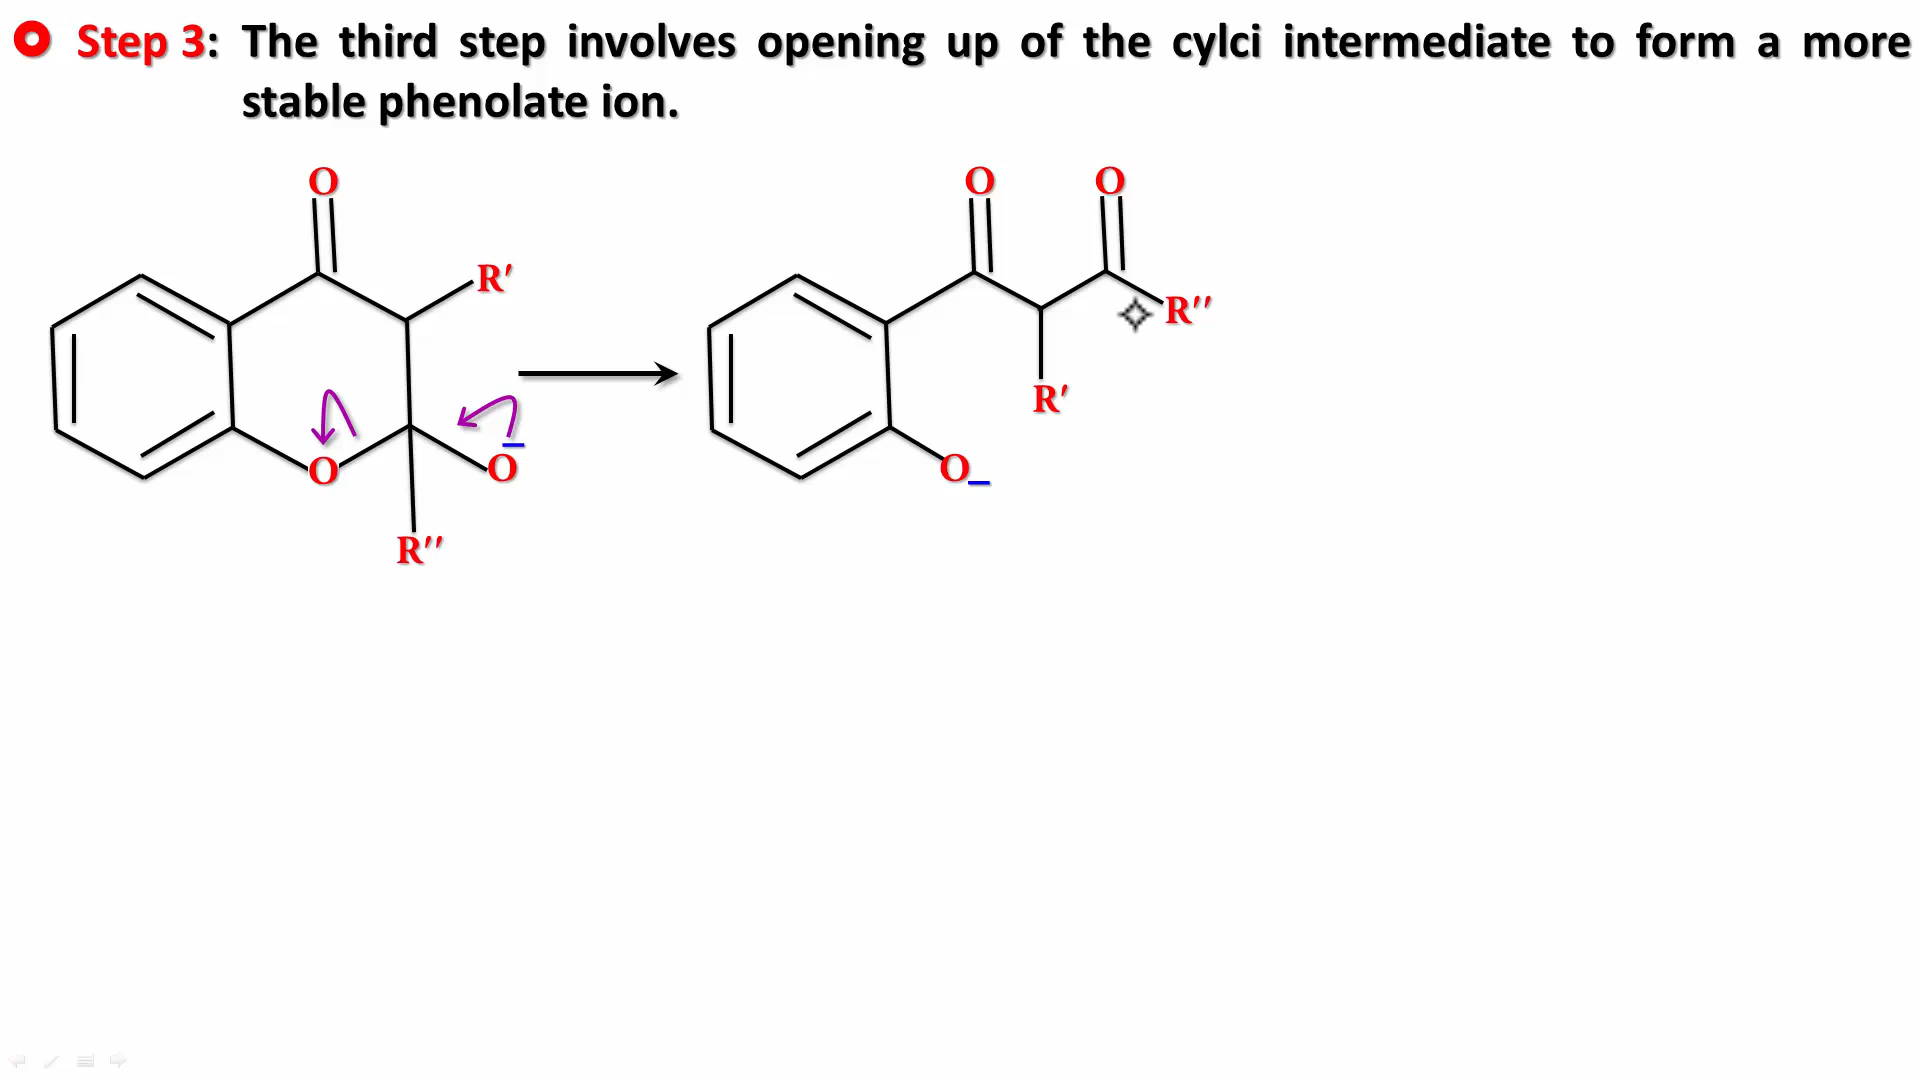 Step 3: The third step involves opening up of the cylci intermediate to form a more
stable phenolate ion.
O
O O
R′
R′′
R′
O
–
O
O–
R′′